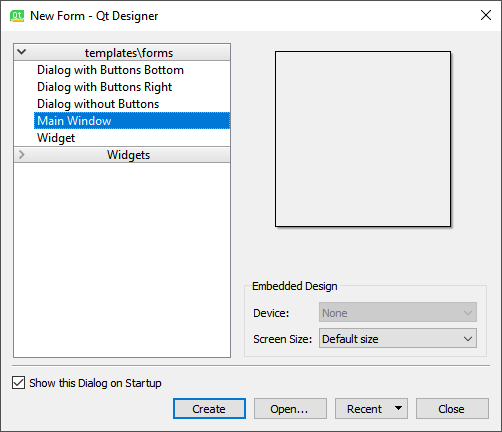 New Form - Qt Designer
templates\forms
Dialog with Buttons Bottom
Dialog with Buttons Right
Dialog without Buttons
Main Window
Widget
Widgets
Embedded Design
Device: None
Screen Size: Default size
Show this Dialog on Startup
Create Open... Recent Close